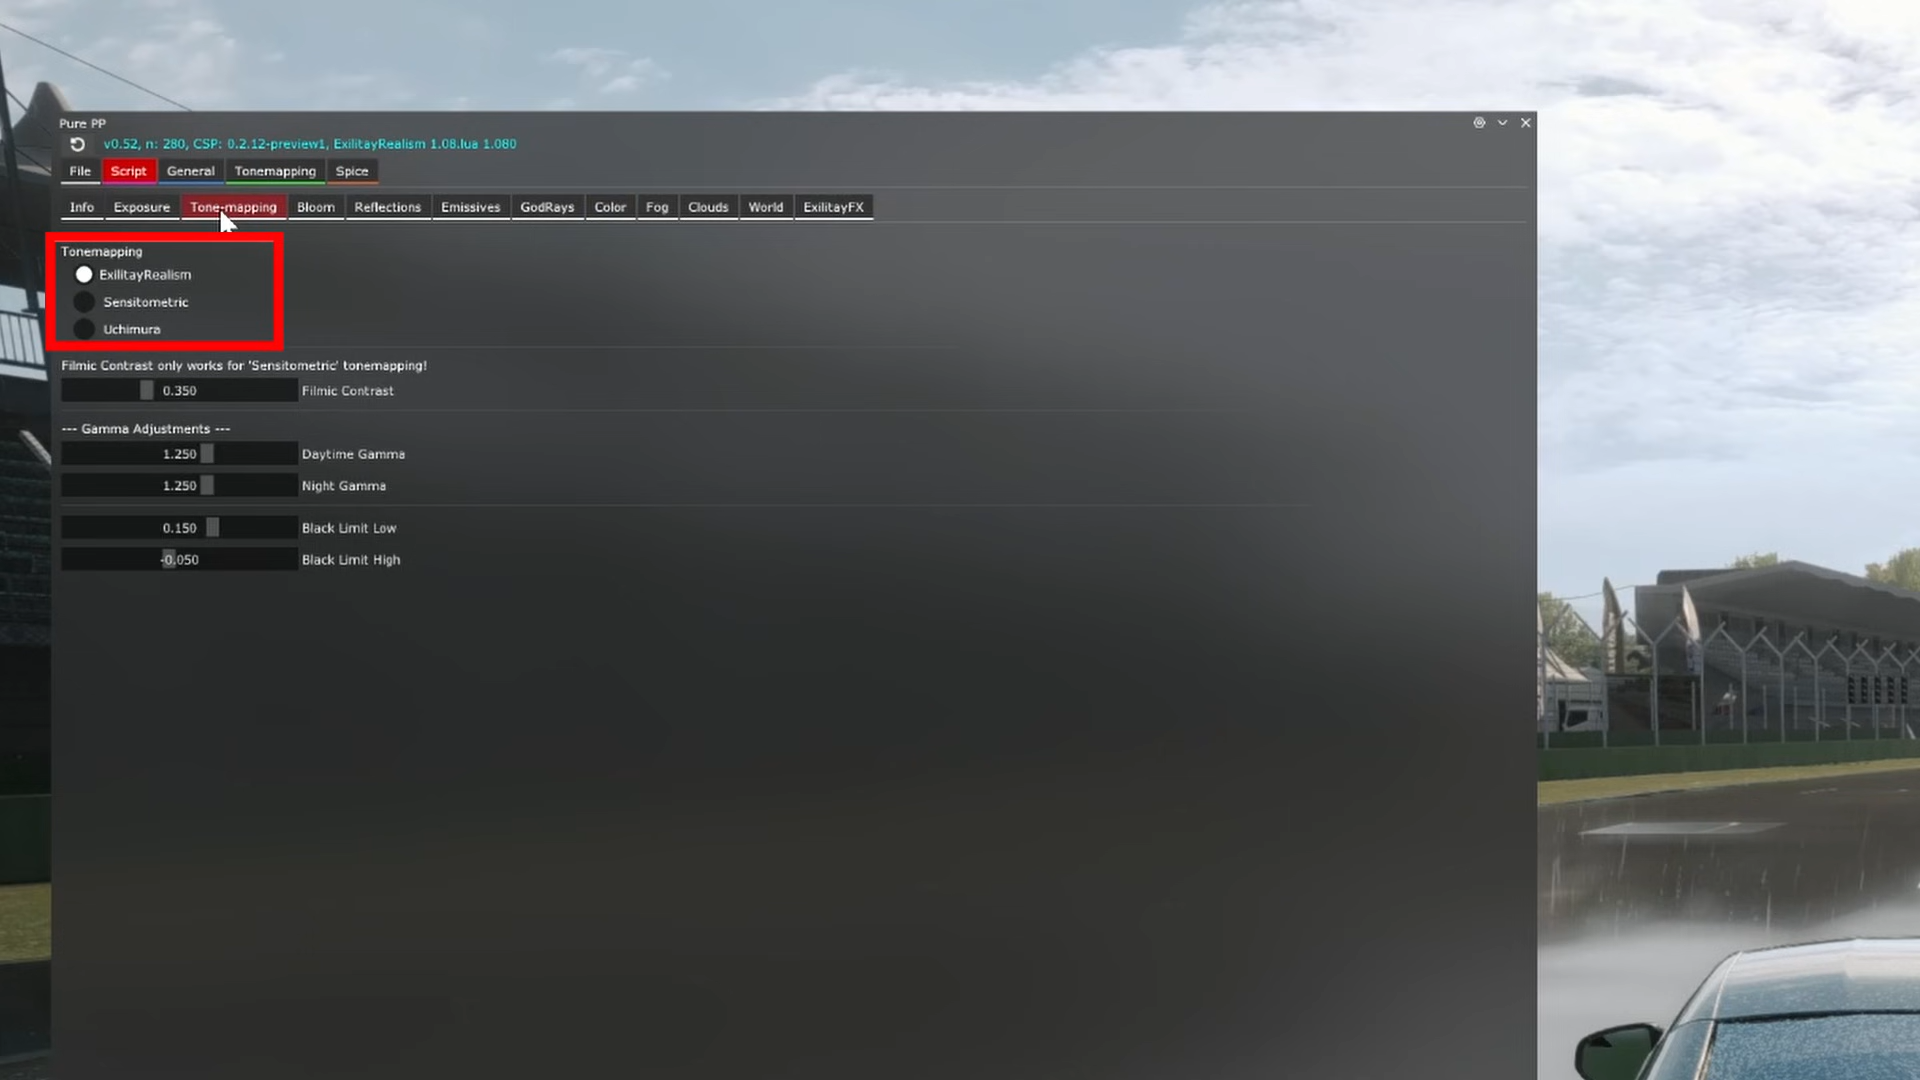 Pure PP
v0.52, n: 280, CSP: 0.2.12-preview1, ExilitayRealism 1.08.lua 1.080
File Script General Tonemapping Spice
Info Exposure Tone-mapping Bloom Reflections Emissives GodRays Color Fog Clouds World ExilitayFX
Tonemapping
ExilitayRealism
Sensitometric
Uchimura
Filmic Contrast only works for 'Sensitometric' tonemapping!
0.350 Filmic Contrast
--- Gamma Adjustments ---
1.250 Daytime Gamma
1.250 Night Gamma
0.150 Black Limit Low
-0.050 Black Limit High